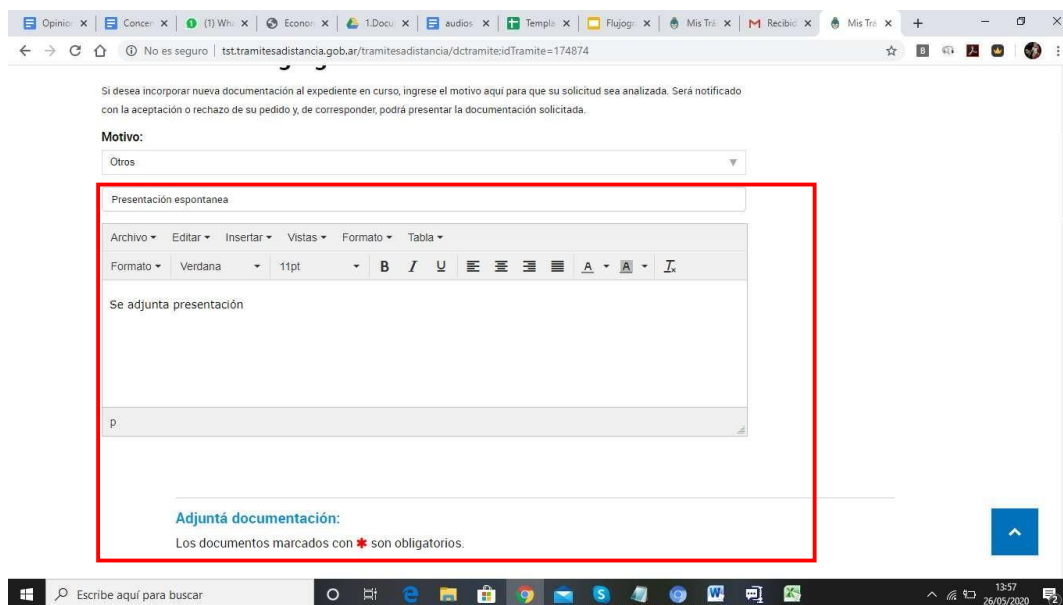 Opinio Concer (1) Wh Econom 1.Docu audios Templa Flujogr Mis Trá Recibid Mis Trá
No es seguro | tst.tramitesadistancia.gob.ar/tramitesadistancia/dctramite;idTramite=174874
Si desea incorporar nueva documentación al expediente en curso, ingrese el motivo aquí para que su solicitud sea analizada. Será notificado
con la aceptación o rechazo de su pedido y, de corresponder, podrá presentar la documentación solicitada.
Motivo:
Otros
Presentación espontanea
Archivo Editar Insertar Vistas Formato Tabla
Formato Verdana 11pt B I U A A Ix
Se adjunta presentación
p
Adjuntá documentación:
Los documentos marcados con * son obligatorios.
Escribe aquí para buscar
13:57
26/05/2020